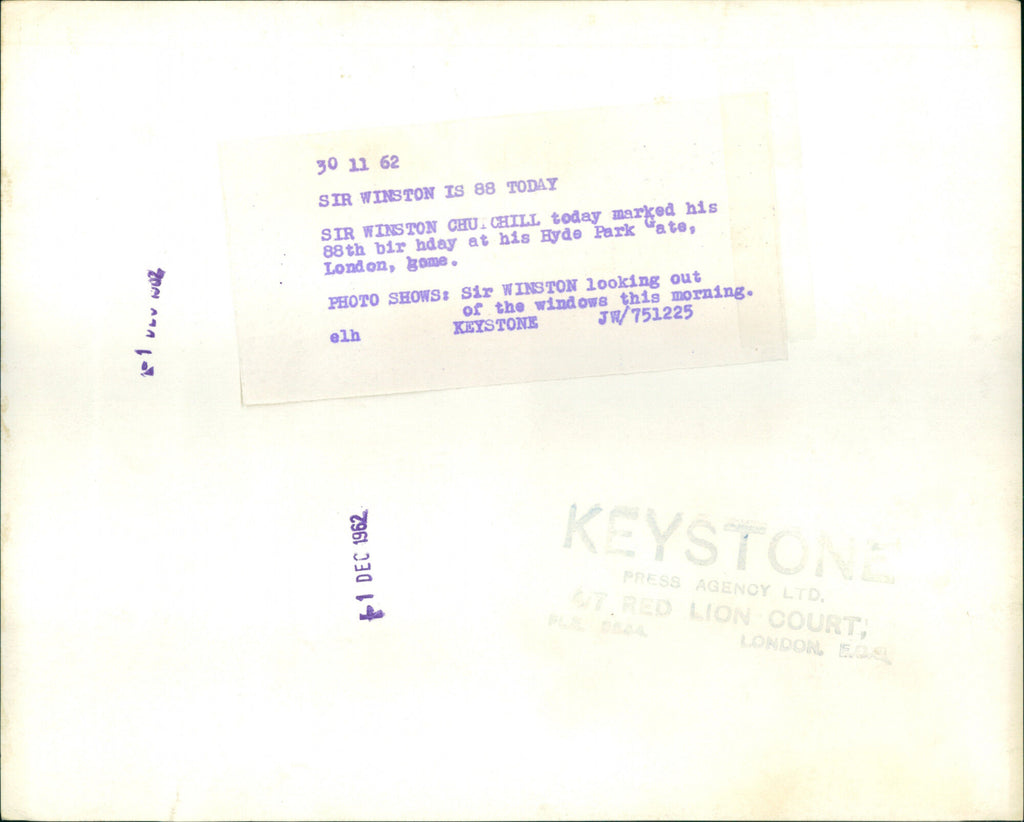 30 11 62
SIR WINSTON IS 88 TODAY
SIR WINSTON CHU CHILL today marked his
88th bir hday at his Hyde Park Gate,
London, home.
PHOTO SHOWS: Sir WINSTON looking out
of the windows this morning.
elh KEYSTONE JW/751225
1 DEC 1962
1 DEC 1962
KEYSTONE
PRESS AGENCY LTD.
4/7 RED LION COURT,
LONDON, E.C.4.